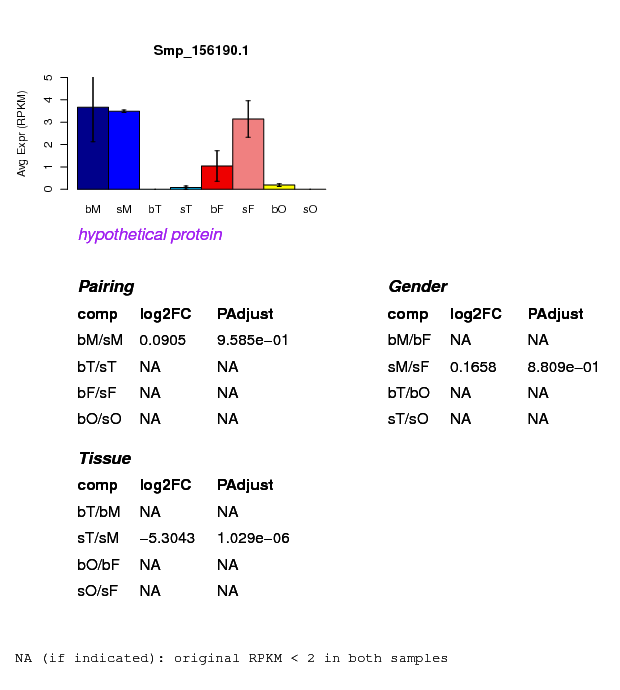 Smp_156190.1
Avg Expr (RPKM)
5
4
3
2
1
0
bM sM bT sT bF sF bO sO
hypothetical protein
Pairing
comp log2FC PAdjust
bM/sM 0.0905 9.585e−01
bT/sT NA NA
bF/sF NA NA
bO/sO NA NA
Gender
comp log2FC PAdjust
bM/bF NA NA
sM/sF 0.1658 8.809e−01
bT/bO NA NA
sT/sO NA NA
Tissue
comp log2FC PAdjust
bT/bM NA NA
sT/sM −5.3043 1.029e−06
bO/bF NA NA
sO/sF NA NA
NA (if indicated): original RPKM < 2 in both samples